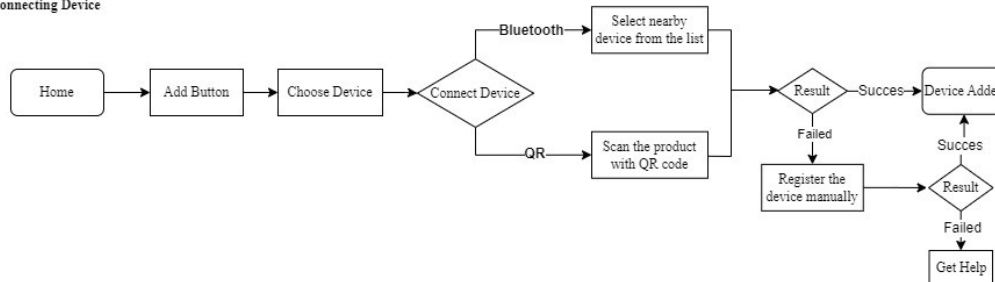 onnecting Device
Home
Add Button
Choose Device
Connect Device
Bluetooth
Select nearby
device from the list
QR
Scan the product
with QR code
Result
Succes
Device Adde
Failed
Register the
device manually
Succes
Result
Failed
Get Help